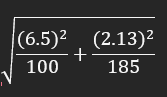 √((6.5)²/100 + (2.13)²/185)